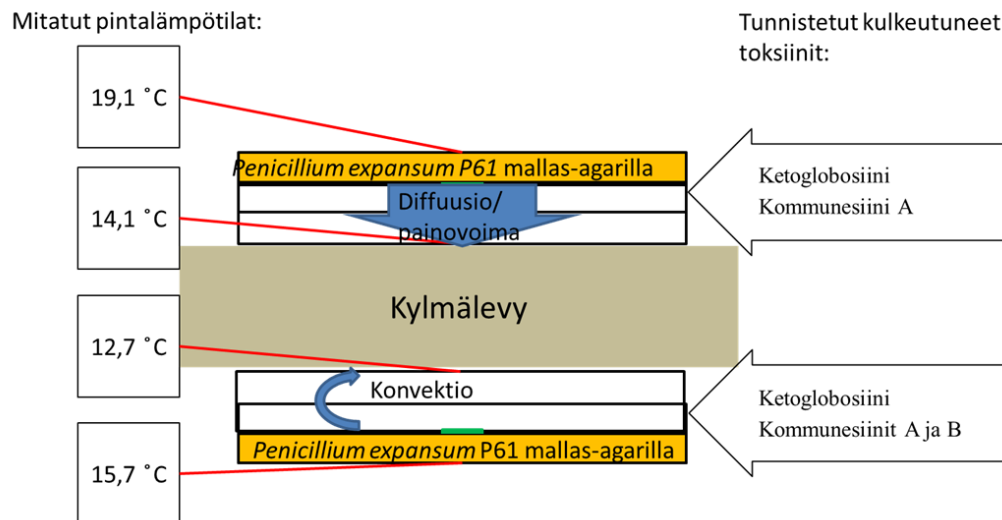 Mitatut pintalämpötilat:
Tunnistetut kulkeutuneet
toksiinit:
19,1 ˚C
14,1 ˚C
12,7 ˚C
15,7 ˚C
Penicillium expansum P61 mallas-agarilla
Diffuusio/
painovoima
Kylmälevy
Konvektio
Penicillium expansum P61 mallas-agarilla
Ketoglobosiini
Kommunesiini A
Ketoglobosiini
Kommunesiinit A ja B